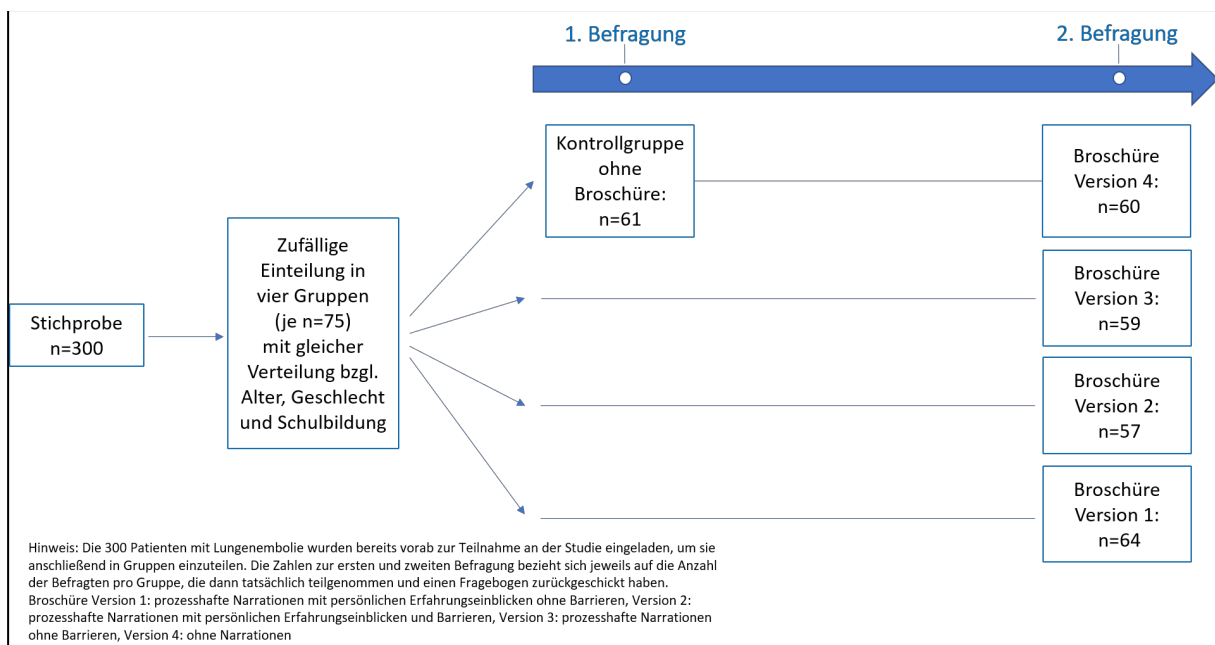 1. Befragung
2. Befragung
Kontrollgruppe
ohne
Broschüre:
n=61
Broschüre
Version 4:
n=60
Zufällige
Einteilung in
vier Gruppen
(je n=75)
mit gleicher
Verteilung bzgl.
Alter, Geschlecht
und Schulbildung
Broschüre
Version 3:
n=59
Stichprobe
n=300
Broschüre
Version 2:
n=57
Broschüre
Version 1:
n=64
Hinweis: Die 300 Patienten mit Lungenembolie wurden bereits vorab zur Teilnahme an der Studie eingeladen, um sie
anschließend in Gruppen einzuteilen. Die Zahlen zur ersten und zweiten Befragung bezieht sich jeweils auf die Anzahl
der Befragten pro Gruppe, die dann tatsächlich teilgenommen und einen Fragebogen zurückgeschickt haben.
Broschüre Version 1: prozesshafte Narrationen mit persönlichen Erfahrungseinblicken ohne Barrieren, Version 2:
prozesshafte Narrationen mit persönlichen Erfahrungseinblicken und Barrieren, Version 3: prozesshafte Narrationen
ohne Barrieren, Version 4: ohne Narrationen